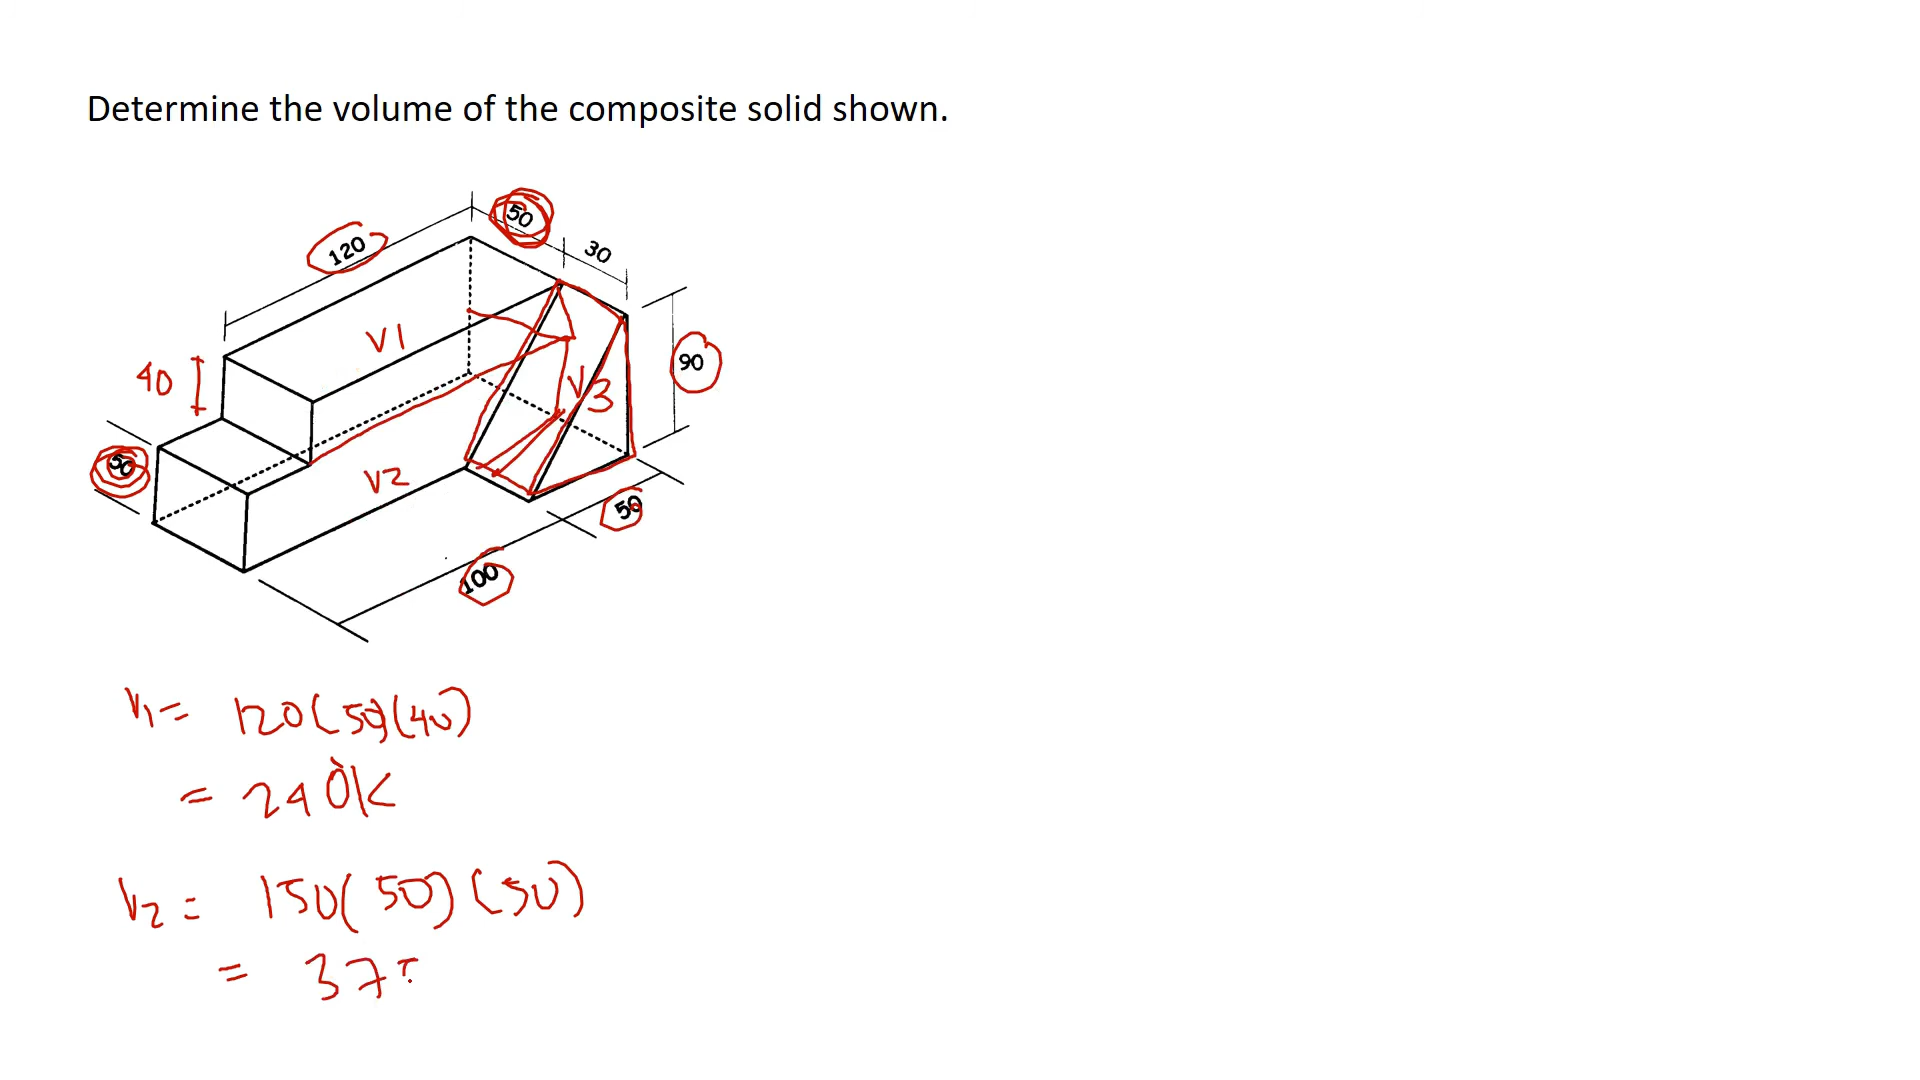 Determine the volume of the composite solid shown.
50
120
30
V1
90
40
V3
50
V2
50
100
V1 = 120(50)(40)
= 240K
V2 = 150(50)(50)
= 37